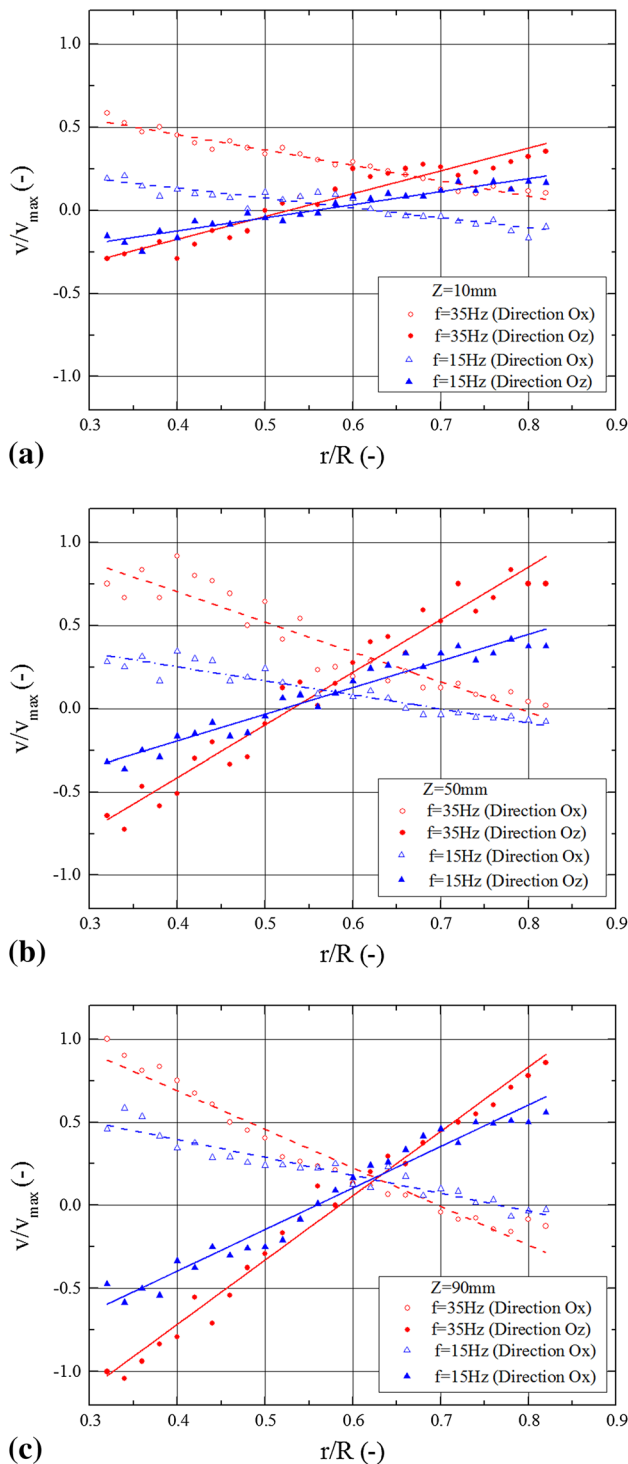 1.0
0.5
0.0
-0.5
-1.0
v/vmax (-)
Z=10mm
f=35Hz (Direction Ox)
f=35Hz (Direction Oz)
f=15Hz (Direction Ox)
f=15Hz (Direction Oz)
0.3 0.4 0.5 0.6 0.7 0.8 0.9
(a) r/R (-)
1.0
0.5
0.0
-0.5
-1.0
v/vmax (-)
Z=50mm
f=35Hz (Direction Ox)
f=35Hz (Direction Oz)
f=15Hz (Direction Ox)
f=15Hz (Direction Oz)
0.3 0.4 0.5 0.6 0.7 0.8 0.9
(b) r/R (-)
1.0
0.5
0.0
-0.5
-1.0
v/vmax (-)
Z=90mm
f=35Hz (Direction Ox)
f=35Hz (Direction Oz)
f=15Hz (Direction Ox)
f=15Hz (Direction Ox)
0.3 0.4 0.5 0.6 0.7 0.8 0.9
(c) r/R (-)